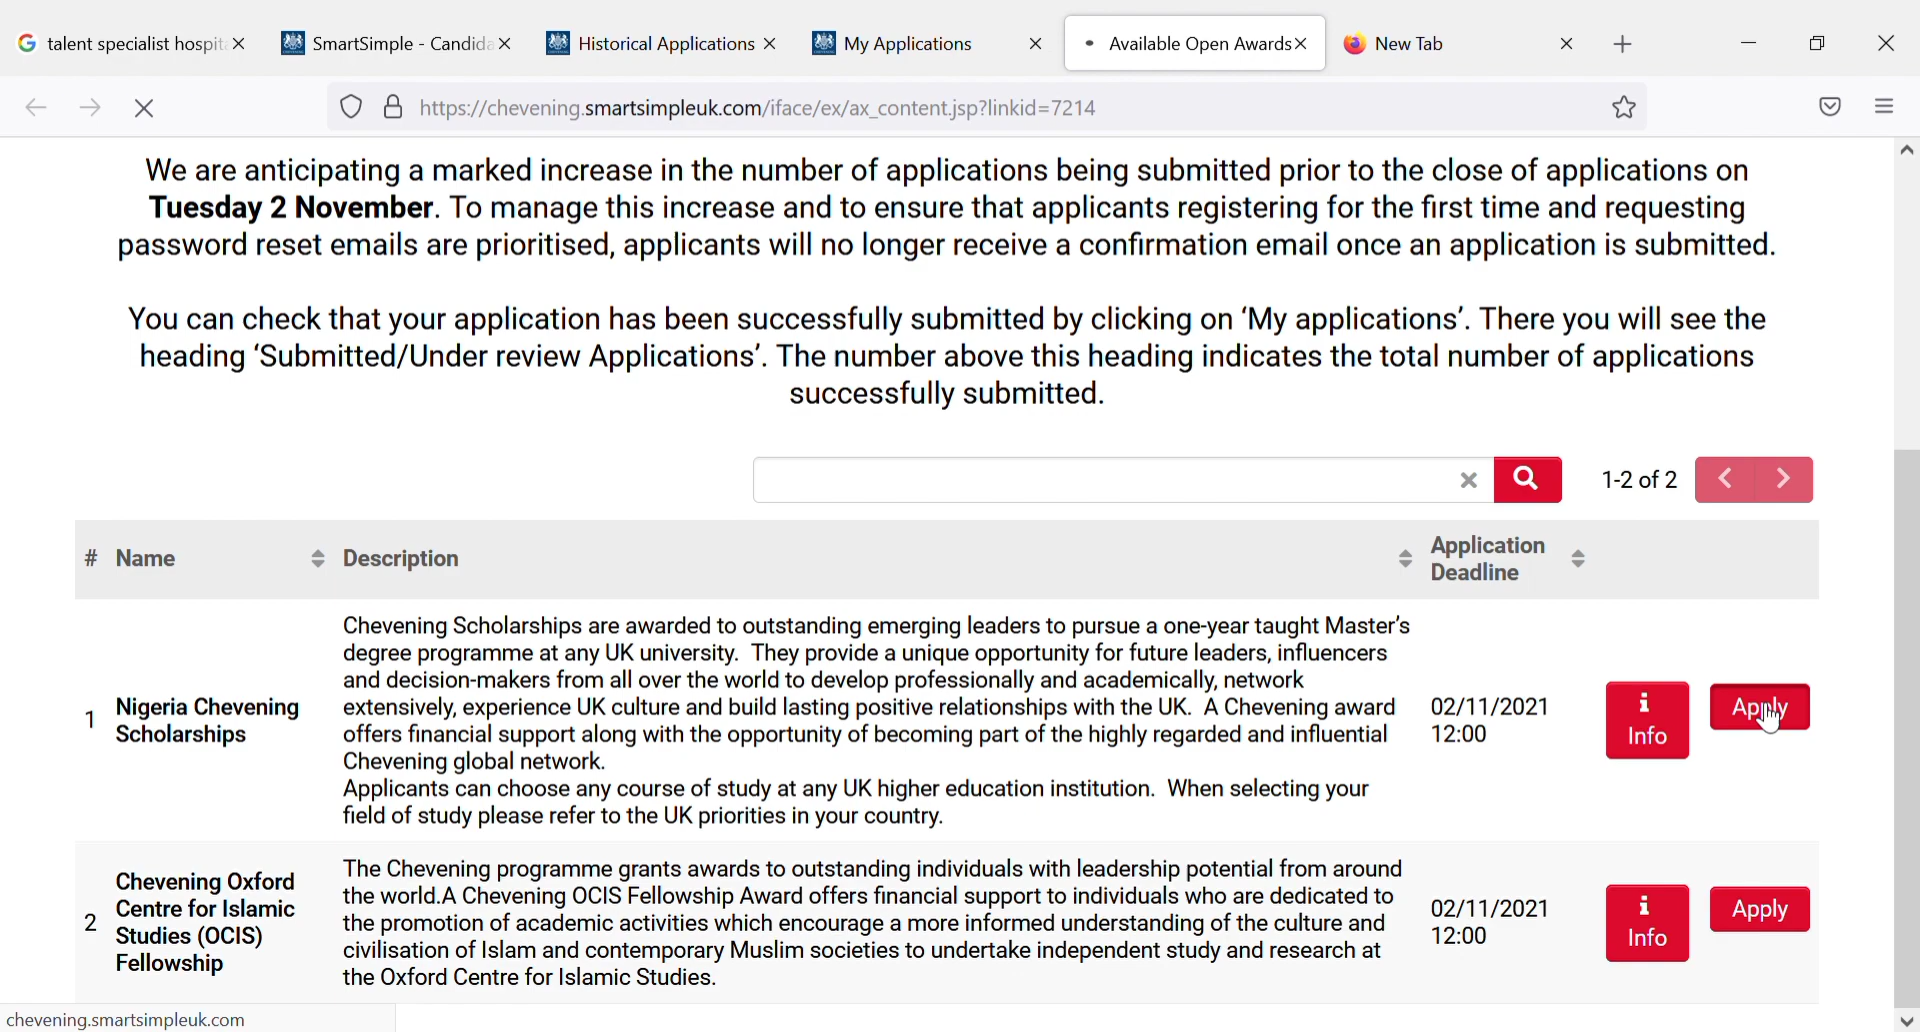 talent specialist hospit
SmartSimple - Candida
Historical Applications
My Applications
Available Open Awards
New Tab
https://chevening.smartsimpleuk.com/iface/ex/ax_content.jsp?linkid=7214
We are anticipating a marked increase in the number of applications being submitted prior to the close of applications on
Tuesday 2 November. To manage this increase and to ensure that applicants registering for the first time and requesting
password reset emails are prioritised, applicants will no longer receive a confirmation email once an application is submitted.
You can check that your application has been successfully submitted by clicking on ‘My applications’. There you will see the
heading ‘Submitted/Under review Applications’. The number above this heading indicates the total number of applications
successfully submitted.
1-2 of 2
# Name
Description
Application
Deadline
1
Nigeria Chevening
Scholarships
Chevening Scholarships are awarded to outstanding emerging leaders to pursue a one-year taught Master's
degree programme at any UK university. They provide a unique opportunity for future leaders, influencers
and decision-makers from all over the world to develop professionally and academically, network
extensively, experience UK culture and build lasting positive relationships with the UK. A Chevening award
offers financial support along with the opportunity of becoming part of the highly regarded and influential
Chevening global network.
Applicants can choose any course of study at any UK higher education institution. When selecting your
field of study please refer to the UK priorities in your country.
02/11/2021
12:00
Info
Apply
2
Chevening Oxford
Centre for Islamic
Studies (OCIS)
Fellowship
The Chevening programme grants awards to outstanding individuals with leadership potential from around
the world.A Chevening OCIS Fellowship Award offers financial support to individuals who are dedicated to
the promotion of academic activities which encourage a more informed understanding of the culture and
civilisation of Islam and contemporary Muslim societies to undertake independent study and research at
the Oxford Centre for Islamic Studies.
02/11/2021
12:00
Info
Apply
chevening.smartsimpleuk.com